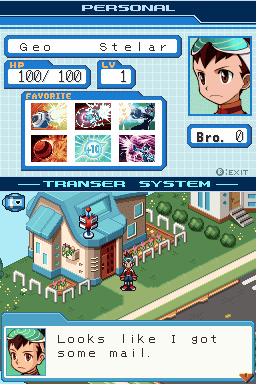 PERSONAL
Geo Stelar
HP
100/ 100
LV
1
FAVORITE
+10
Bro. 0
B:EXIT
TRANSER SYSTEM
Looks like I got
some mail.